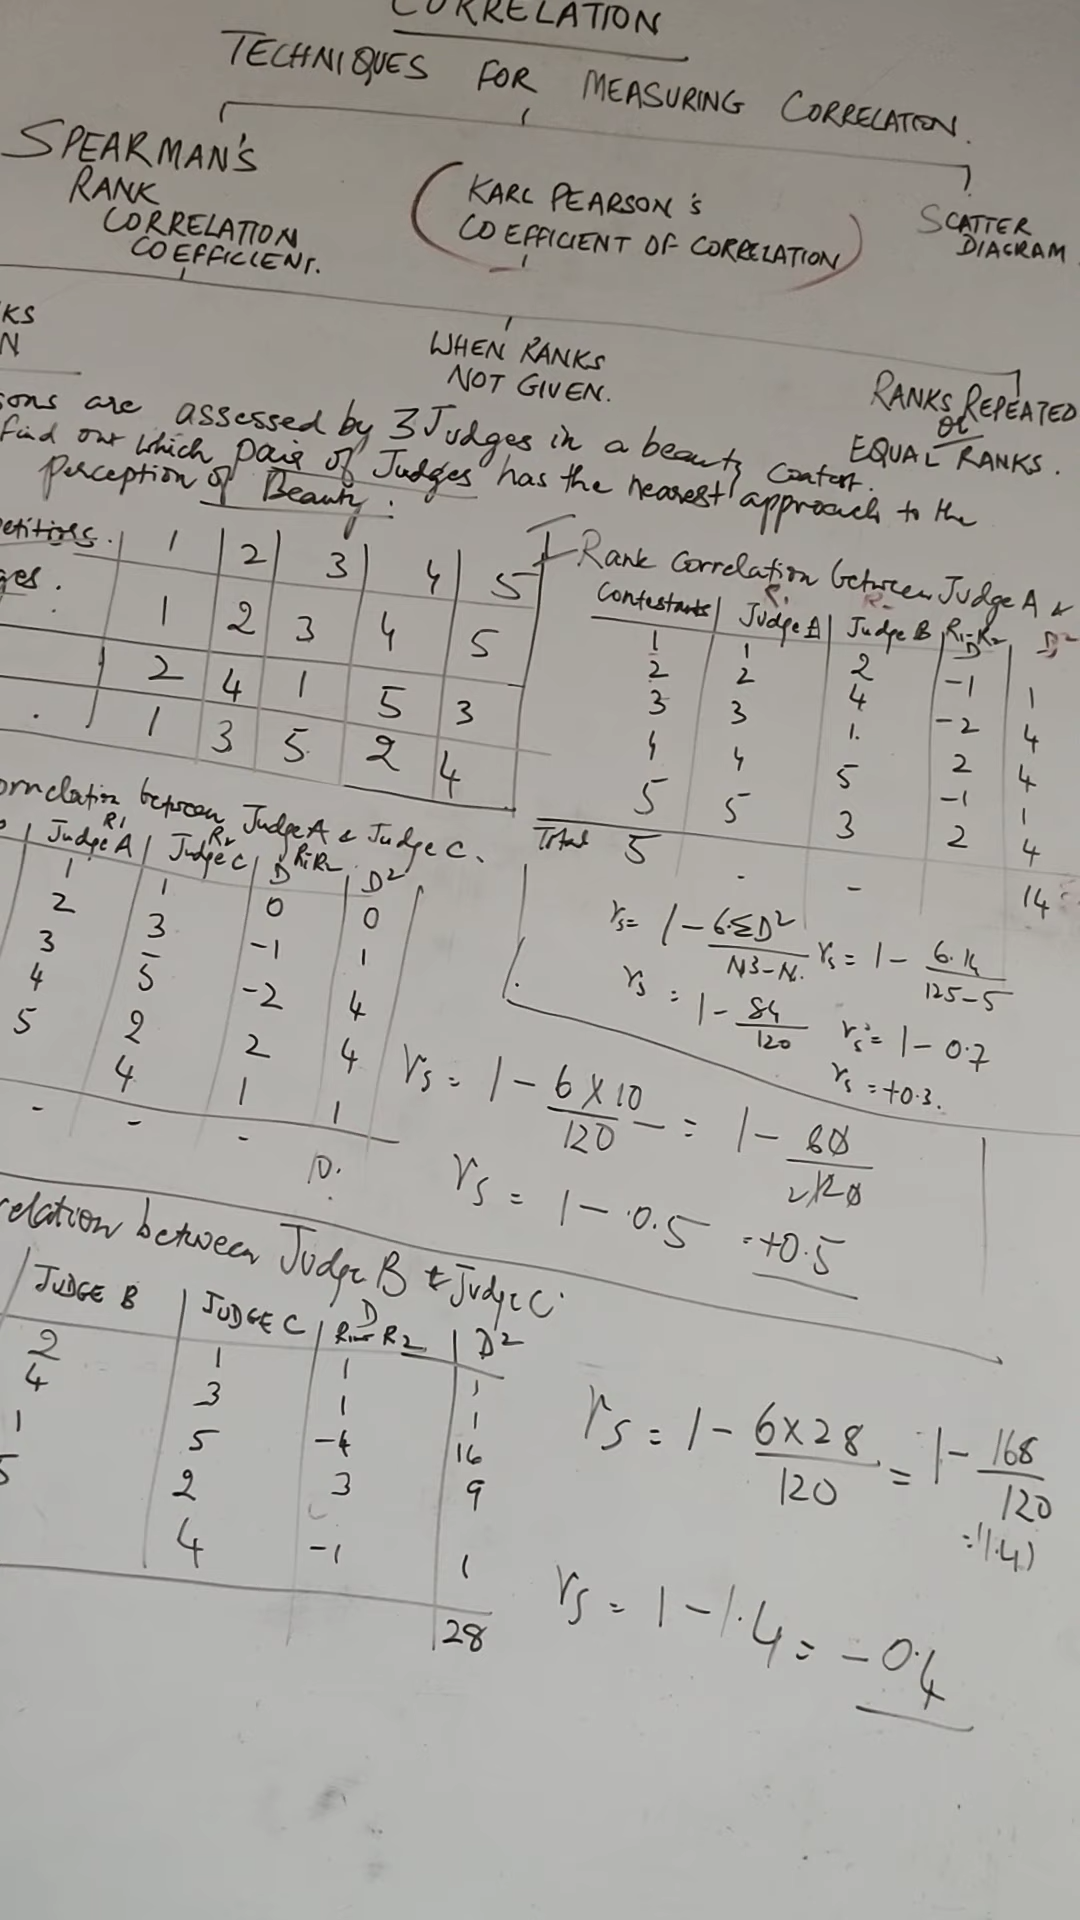 CORRELATION
TECHNIQUES FOR MEASURING CORRELATION.
SPEARMAN'S
RANK
CORRELATION
COEFFICIENT.
KARL PEARSON'S
COEFFICIENT OF CORRELATION
SCATTER
DIAGRAM
KS
N
WHEN RANKS
NOT GIVEN.
RANKS REPEATED
OR
EQUAL RANKS.
sons are assessed by 3 Judges in a beauty contest.
find out which pair of Judges has the nearest approach to the
perception of Beauty.
etitors. 1 2 3 4 5
ges.
1 2 3 4 5
2 4 1 5 3
1 3 5 2 4
I Rank Correlation between Judge A &
R1 R2
Contestants Judge A Judge B R1-R2 D D2
1 1 2 -1 1
2 2 4 -2 4
3 3 1. 2 4
4 4 5 -1 1
5 5 3 2 4
Total 5 - - 14
rs = 1 - 6.ΣD2 / N3-N. rs = 1 - 6.14 / 125-5
rs = 1 - 84 / 120 rs = 1 - 0.7
rs = +0.3.
orrelation between Judge A & Judge C.
R1 R2 R1R2
Judge A Judge C D D2
1 1 0 0
2 3 -1 1
3 5 -2 4
4 2 2 4
5 4 1 1
- - - 10.
rs = 1 - 6 X 10 / 120 = 1 - 60 / 2 120
rs = 1 - 0.5 = +0.5
relation between Judge B & Judge C.
JUDGE B JUDGE C D R1-R2 D2
2 1 1 1
4 3 1 1
1 5 -4 16
5 2 3 9
4 -1 1
28
rs = 1 - 6X28 / 120 = 1 - 168 / 120
=(1.4)
rs = 1 - 1.4 = -0.4